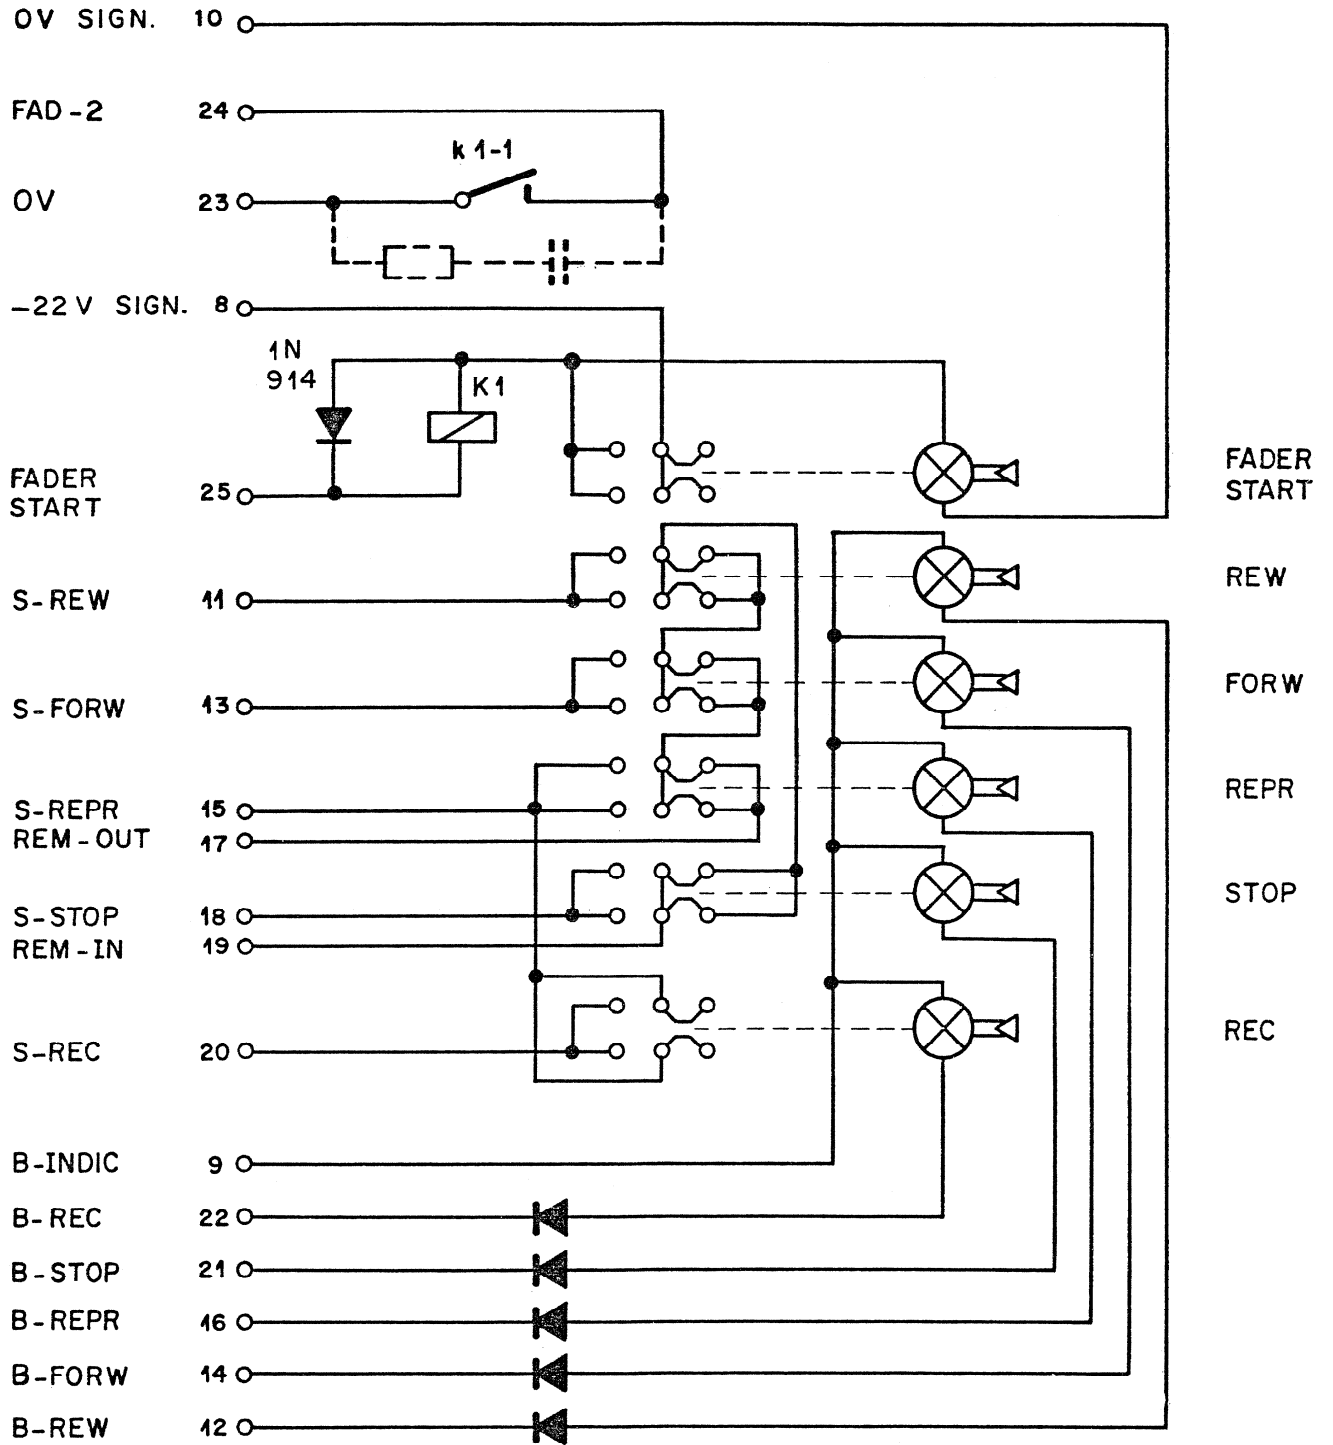 OV SIGN. 10
FAD-2 24
k1-1
OV 23
-22V SIGN. 8
1N
914
K1
FADER
START 25
FADER
START
REW
S-REW 11
FORW
S-FORW 13
REPR
S-REPR 15
REM-OUT 17
STOP
S-STOP 18
REM-IN 19
REC
S-REC 20
B-INDIC 9
B-REC 22
B-STOP 21
B-REPR 16
B-FORW 14
B-REW 12